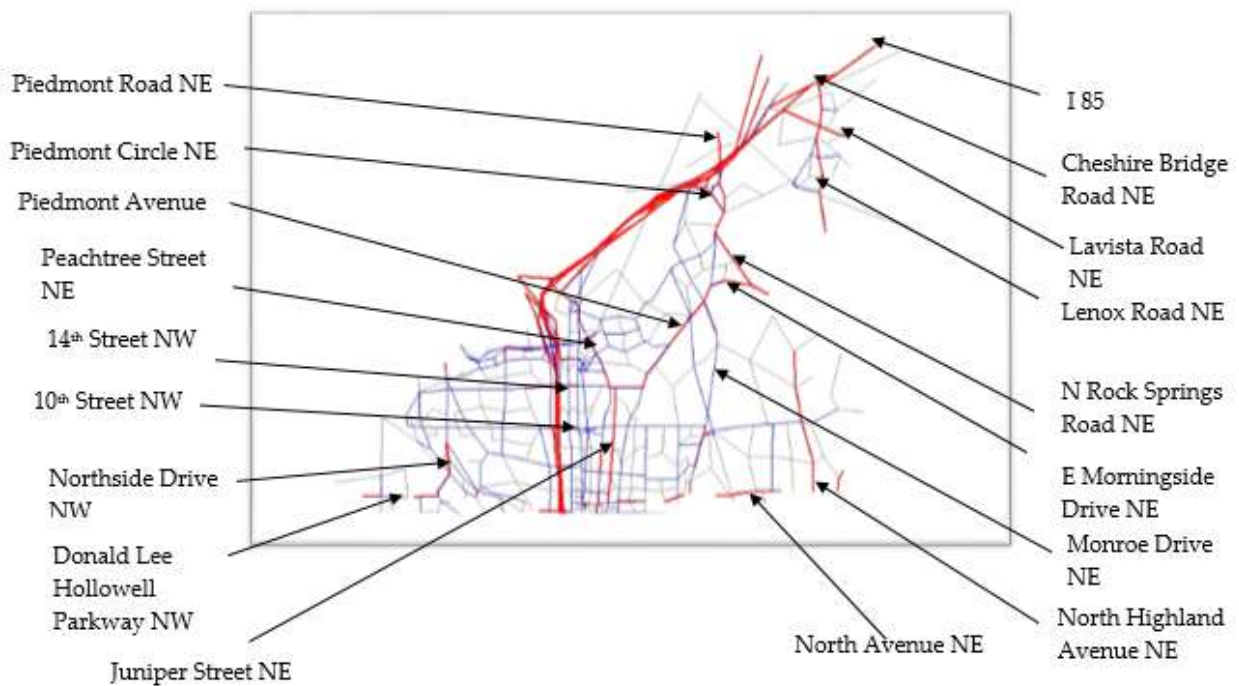 Piedmont Road NE
Piedmont Circle NE
Piedmont Avenue
Peachtree Street
NE
14th Street NW
10th Street NW
Northside Drive
NW
Donald Lee
Hollowell
Parkway NW
Juniper Street NE
I 85
Cheshire Bridge
Road NE
Lavista Road
NE
Lenox Road NE
N Rock Springs
Road NE
E Morningside
Drive NE
Monroe Drive
NE
North Highland
Avenue NE
North Avenue NE